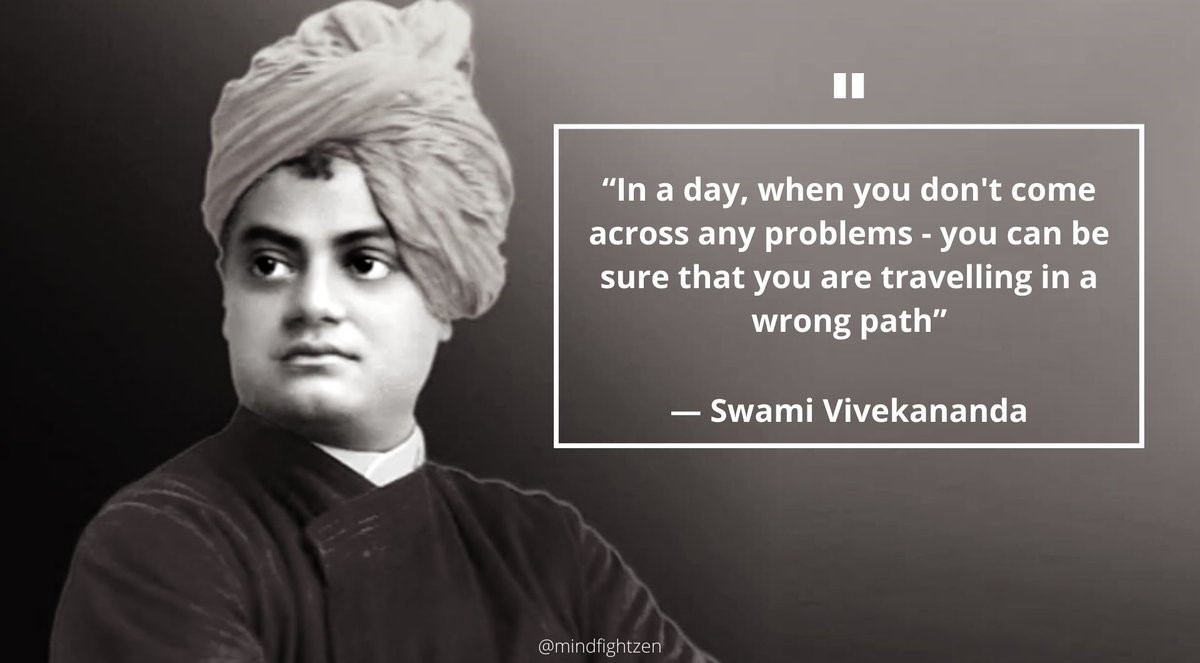 “In a day, when you don't come
across any problems - you can be
sure that you are travelling in a
wrong path”
— Swami Vivekananda
@mindfightzen